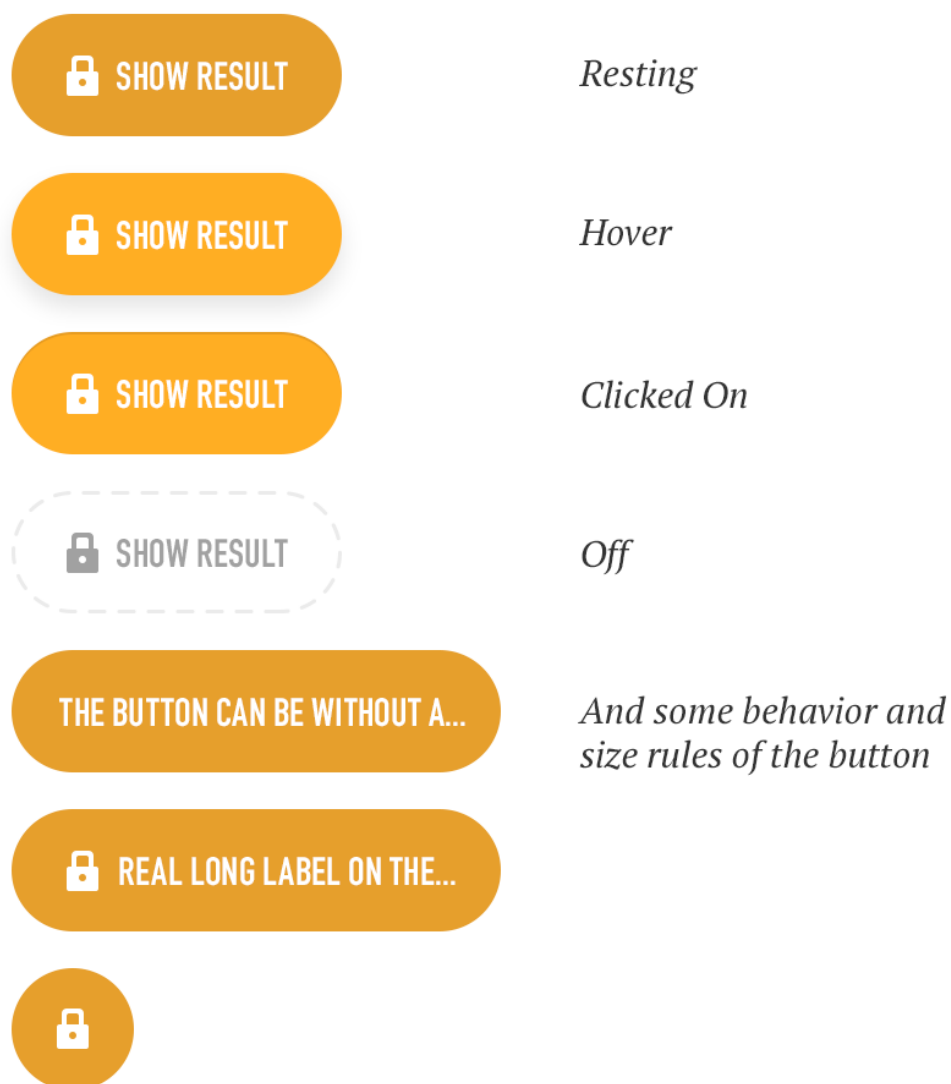 SHOW RESULT
Resting
SHOW RESULT
Hover
SHOW RESULT
Clicked On
SHOW RESULT
Off
THE BUTTON CAN BE WITHOUT A...
And some behavior and
size rules of the button
REAL LONG LABEL ON THE...